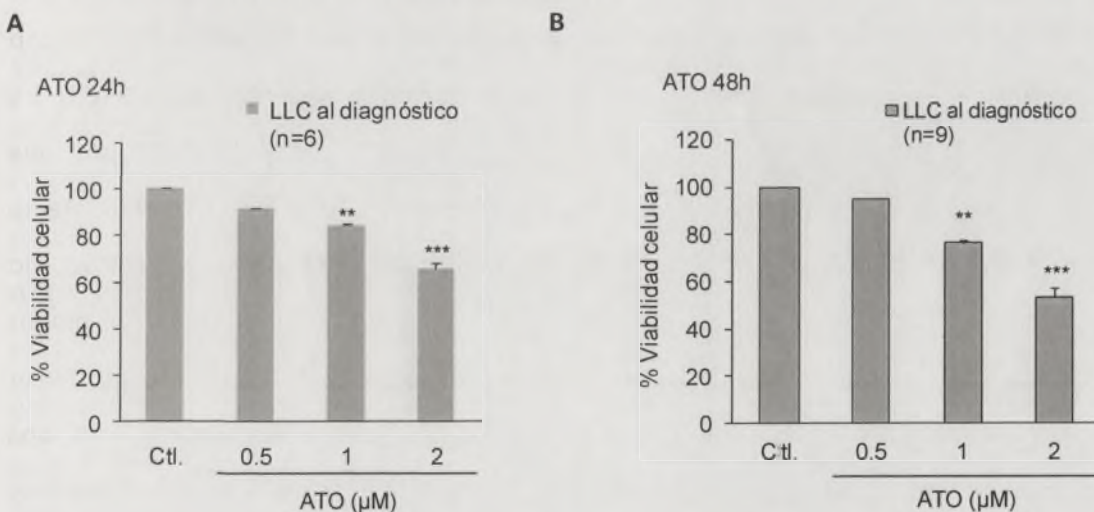 A
ATO 24h
LLC al diagnóstico
(n=6)
% Viabilidad celular
120
100
80
60
40
20
0
**
***
Ctl.
0.5
1
2
ATO (µM)
B
ATO 48h
LLC al diagnóstico
(n=9)
% Viabilidad celular
120
100
80
60
40
20
0
**
***
Ctl.
0.5
1
2
ATO (µM)